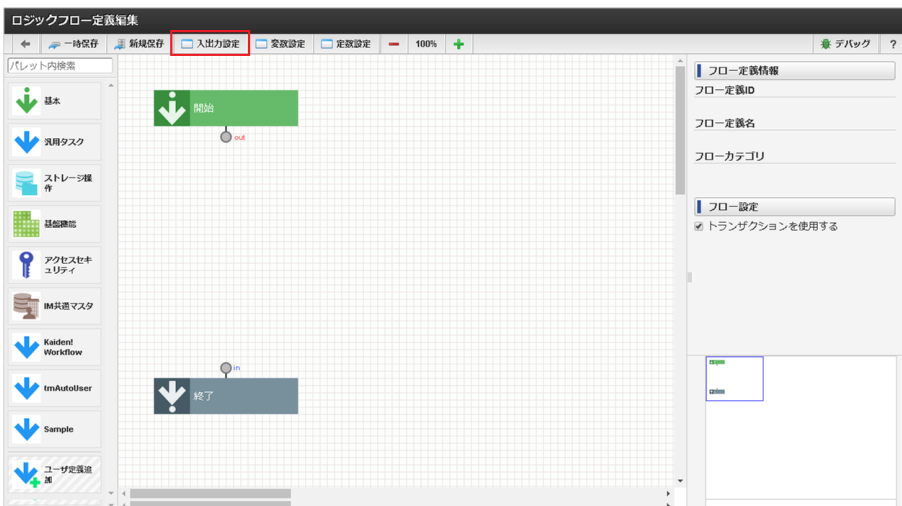 ロジックフロー定義編集
一時保存 新規保存 入出力設定 変数設定 定数設定 100% デバッグ ?
パレット内検索
基本
汎用タスク
ストレージ操
作
基盤機能
アクセスセキ
ュリティ
IM共通マスタ
Kaiden!
Workflow
tmAutoUser
Sample
ユーザ定義追
加
開始
out
in
終了
フロー定義情報
フロー定義ID
フロー定義名
フローカテゴリ
フロー設定
トランザクションを使用する